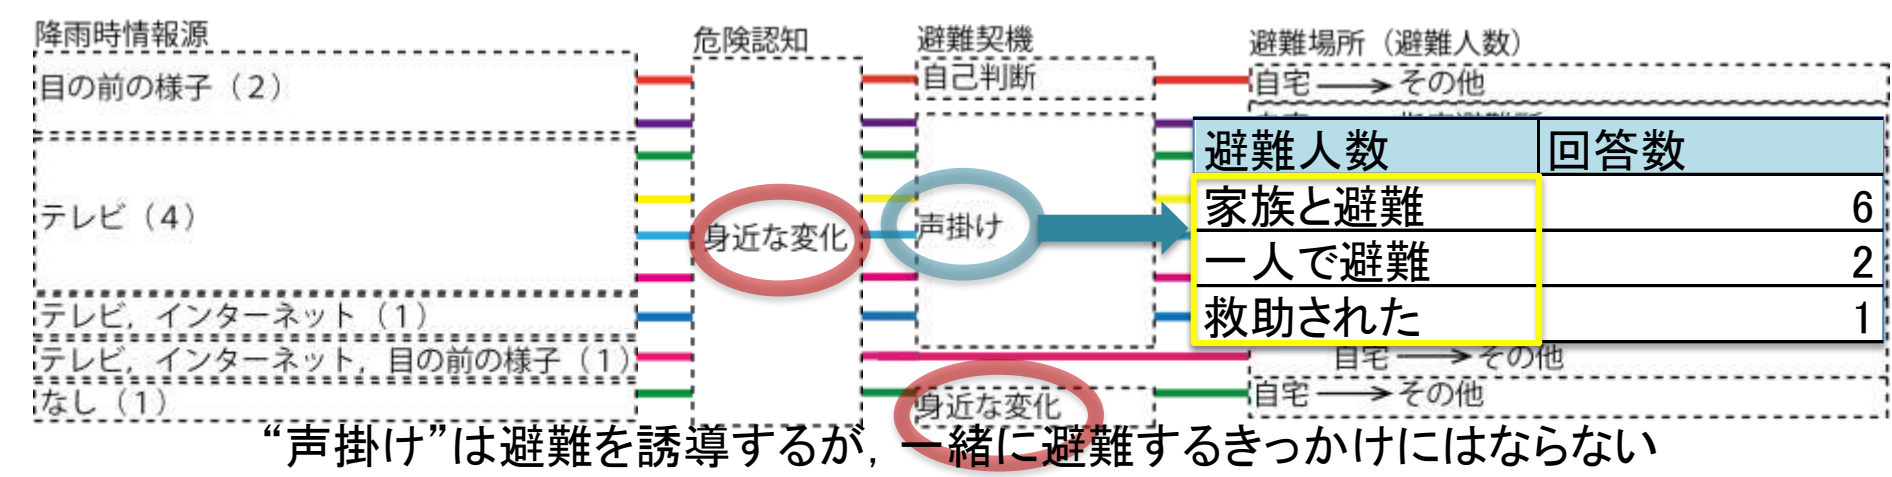 降雨時情報源
危険認知
避難契機
避難場所（避難人数）
目の前の様子（２）
自己判断
自宅 → その他
テレビ（４）
身近な変化
声掛け
避難人数 回答数
家族と避難 6
一人で避難 2
救助された 1
テレビ，インターネット（１）
テレビ，インターネット，目の前の様子（１）
自宅 → その他
なし（１）
身近な変化
自宅 → その他
“声掛け”は避難を誘導するが，一緒に避難するきっかけにはならない